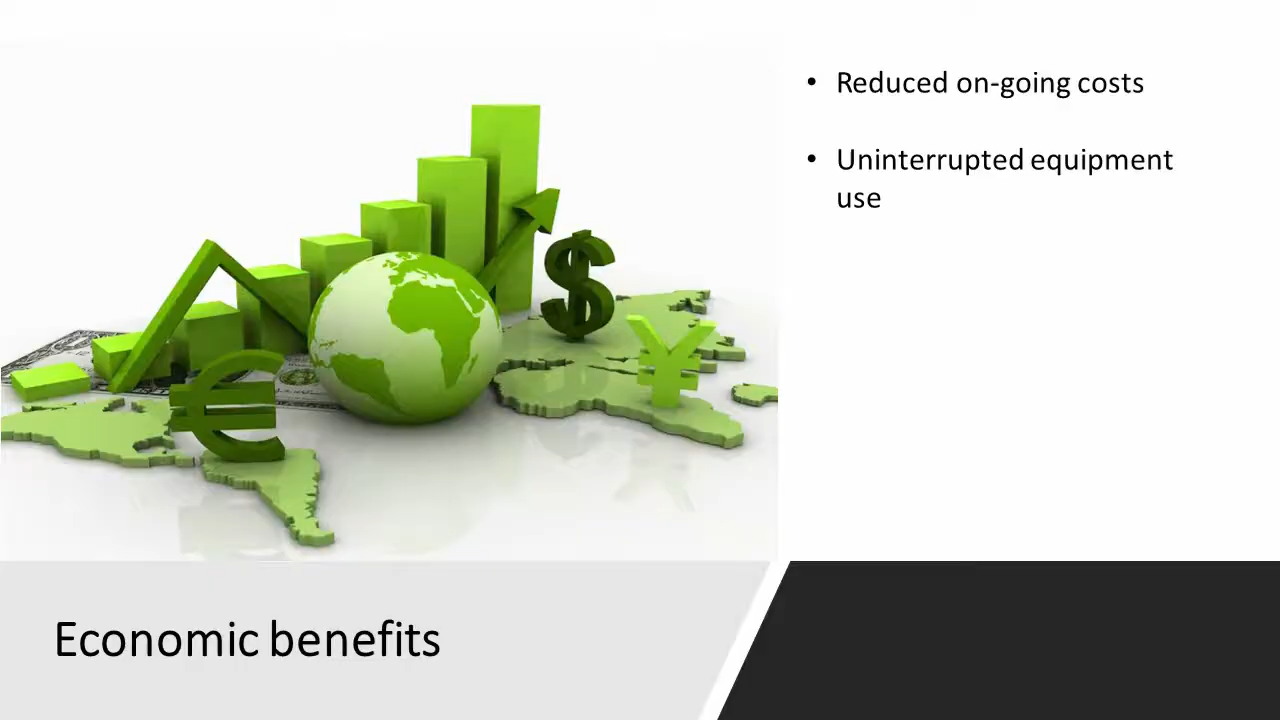 • Reduced on-going costs
• Uninterrupted equipment
use
€
$
¥
Economic benefits